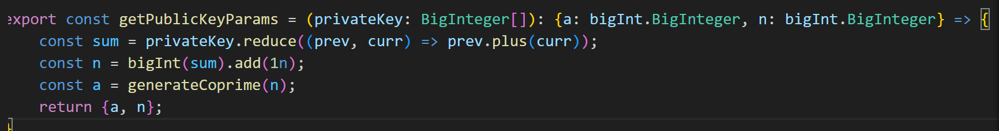 export const getPublicKeyParams = (privateKey: BigInteger[]): {a: bigInt.BigInteger, n: bigInt.BigInteger} => {
    const sum = privateKey.reduce((prev, curr) => prev.plus(curr));
    const n = bigInt(sum).add(1n);
    const a = generateCoprime(n);
    return {a, n};
}